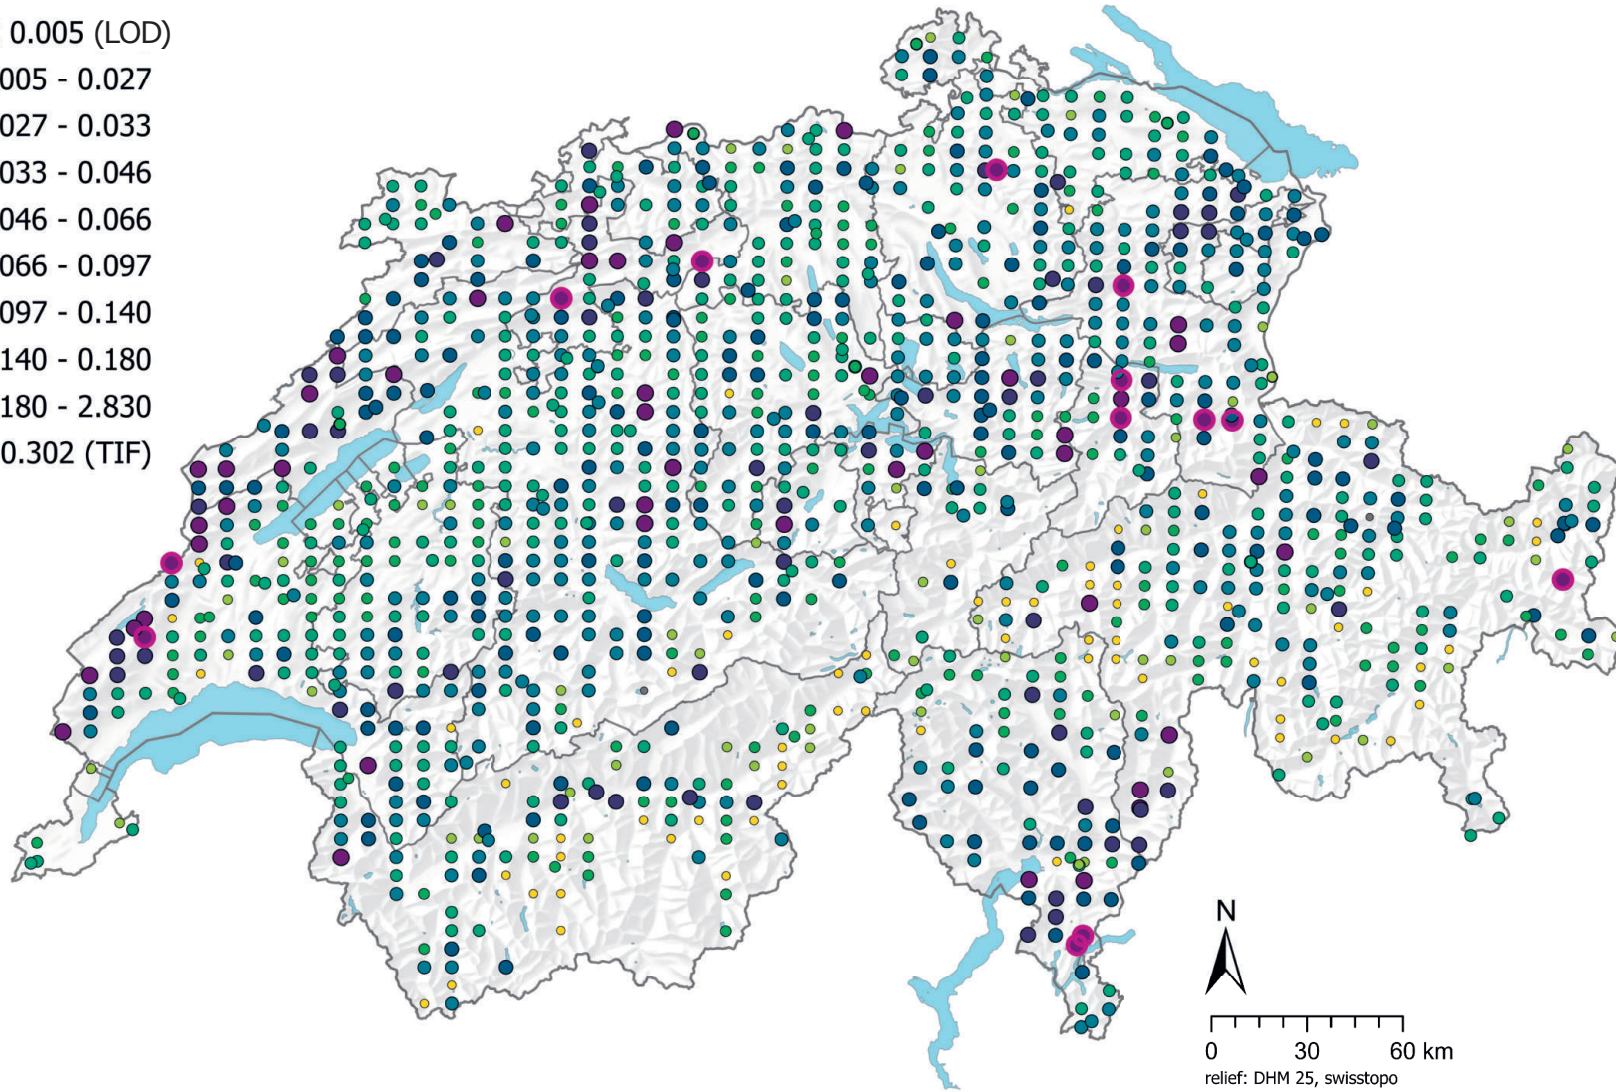 0.005 (LOD)
005 - 0.027
027 - 0.033
033 - 0.046
046 - 0.066
066 - 0.097
097 - 0.140
140 - 0.180
180 - 2.830
0.302 (TIF)
N
0 30 60 km
relief: DHM 25, swisstopo